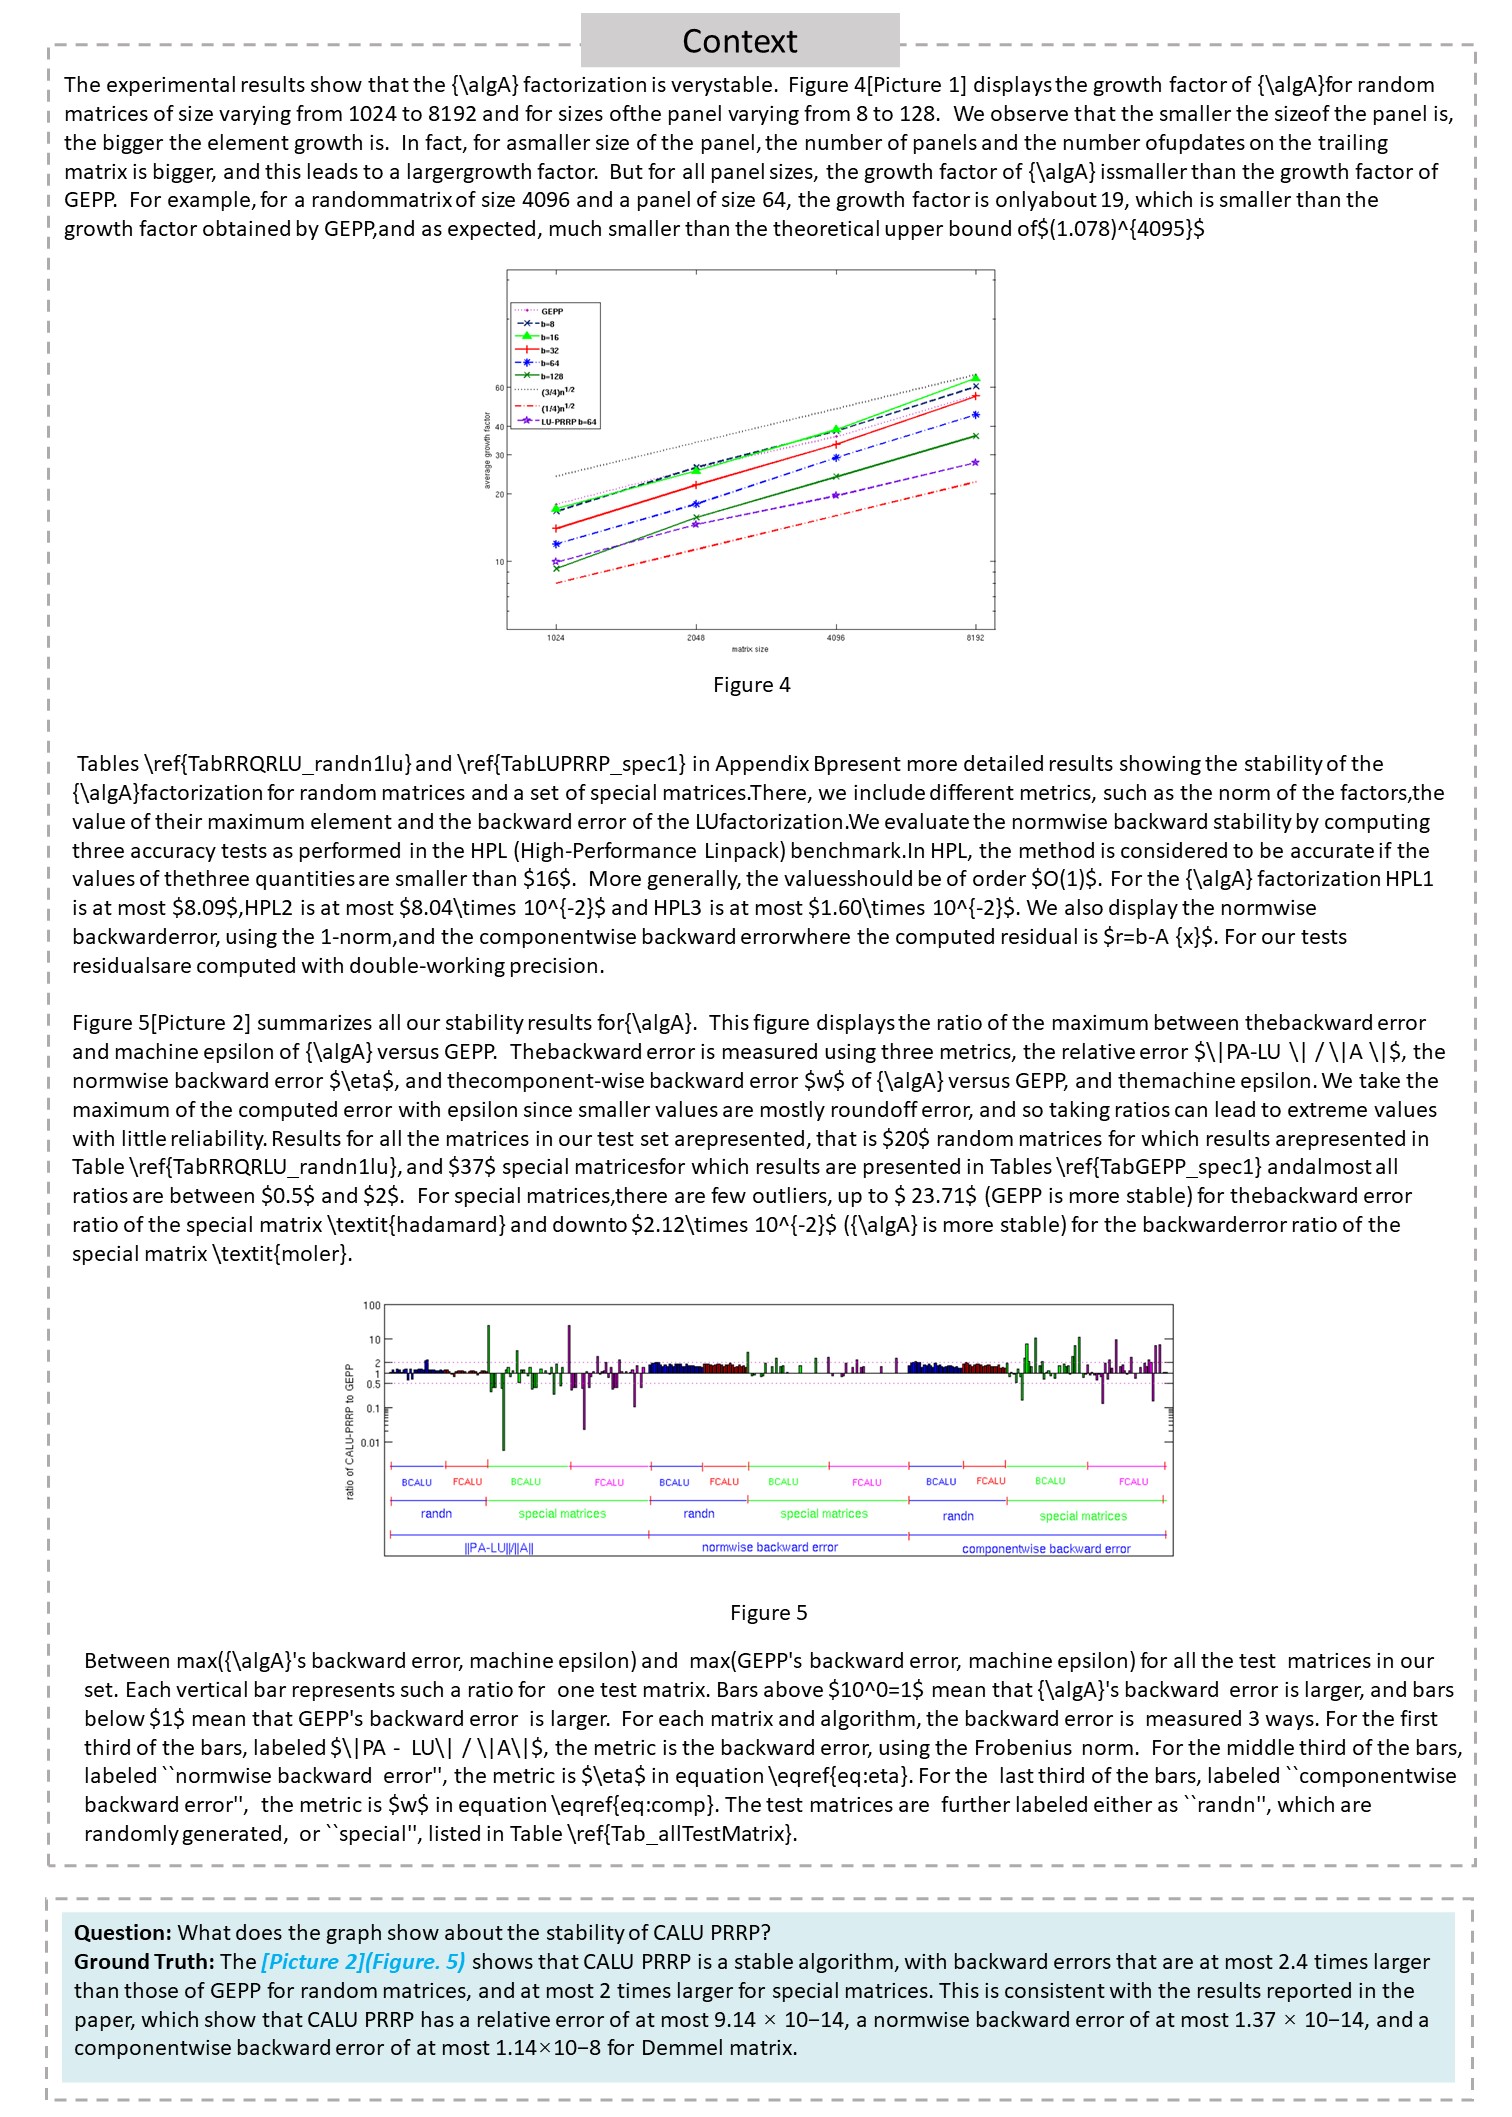 Context
The experimental results show that the {\algA} factorization is verystable.  Figure 4[Picture 1] displays the growth factor of {\algA}for random
matrices of size varying from 1024 to 8192 and for sizes ofthe panel varying from 8 to 128.  We observe that the smaller the sizeof the panel is,
the bigger the element growth is.  In fact, for asmaller size of the panel, the number of panels and the number ofupdates on the trailing
matrix is bigger, and this leads to a largergrowth factor.  But for all panel sizes, the growth factor of {\algA} issmaller than the growth factor of
GEPP.  For example, for a randommatrix of size 4096 and a panel of size 64, the growth factor is onlyabout 19, which is smaller than the
growth factor obtained by GEPP,and as expected, much smaller than the theoretical upper bound of$(1.078)^{4095}$
GEPP
b=8
b=16
b=32
b=64
b=128
(3/4)n^1/2
(1/4)n^1/2
LU-PRRP b=64
60
40
30
20
10
average growth factor
1024 2048 4096 8192
matrix size
Figure 4
Tables \ref{TabRRQRLU_randn1lu} and \ref{TabLUPRRP_spec1} in Appendix Bpresent more detailed results showing the stability of the
{\algA}factorization for random matrices and a set of special matrices.There, we include different metrics, such as the norm of the factors,the
value of their maximum element and the backward error of the LUfactorization.We evaluate the normwise backward stability by computing
three accuracy tests as performed in the HPL (High-Performance Linpack) benchmark.In HPL, the method is considered to be accurate if the
values of thethree quantities are smaller than $16$.  More generally, the valuesshould be of order $O(1)$. For the {\algA} factorization HPL1
is at most $8.09$,HPL2 is at most $8.04\times 10^{-2}$ and HPL3 is at most $1.60\times 10^{-2}$. We also display the normwise
backwarderror, using the 1-norm,and the componentwise backward errorwhere the computed residual is $r=b-A {x}$. For our tests
residualsare computed with double-working precision.
Figure 5[Picture 2] summarizes all our stability results for{\algA}.  This figure displays the ratio of the maximum between thebackward error
and machine epsilon of {\algA} versus GEPP.  Thebackward error is measured using three metrics, the relative error $\|PA-LU \| / \|A \|$, the
normwise backward error $\eta$, and thecomponent-wise backward error $w$ of {\algA} versus GEPP, and themachine epsilon. We take the
maximum of the computed error with epsilon since smaller values are mostly roundoff error, and so taking ratios can lead to extreme values
with little reliability. Results for all the matrices in our test set arepresented, that is $20$ random matrices for which results arepresented in
Table \ref{TabRRQRLU_randn1lu}, and $37$ special matricesfor which results are presented in Tables \ref{TabGEPP_spec1} andalmost all
ratios are between $0.5$ and $2$.  For special matrices,there are few outliers, up to $ 23.71$ (GEPP is more stable) for thebackward error
ratio of the special matrix \textit{hadamard} and downto $2.12\times 10^{-2}$ ({\algA} is more stable) for the backwarderror ratio of the
special matrix \textit{moler}.
100
10
2
1
0.5
0.1
0.01
ratio of CALU-PRRP to GEPP
BCALU FCALU BCALU FCALU BCALU FCALU BCALU FCALU BCALU FCALU BCALU FCALU
randn special matrices randn special matrices randn special matrices
||PA-LU||/||A|| normwise backward error componentwise backward error
Figure 5
Between max({\algA}'s backward error, machine epsilon) and  max(GEPP's backward error, machine epsilon) for all the test  matrices in our
set. Each vertical bar represents such a ratio for  one test matrix. Bars above $10^0=1$ mean that {\algA}'s backward  error is larger, and bars
below $1$ mean that GEPP's backward error  is larger.  For each matrix and algorithm, the backward error is  measured 3 ways. For the first
third of the bars, labeled $\|PA -  LU\| / \|A\|$, the metric is the backward error, using the Frobenius  norm.  For the middle third of the bars,
labeled ``normwise backward  error'', the metric is $\eta$ in equation \eqref{eq:eta}. For the  last third of the bars, labeled ``componentwise
backward error'',  the metric is $w$ in equation \eqref{eq:comp}. The test matrices are  further labeled either as ``randn'', which are
randomly generated,  or ``special'', listed in Table \ref{Tab_allTestMatrix}.
Question: What does the graph show about the stability of CALU PRRP?
Ground Truth: The [Picture 2](Figure. 5) shows that CALU PRRP is a stable algorithm, with backward errors that are at most 2.4 times larger
than those of GEPP for random matrices, and at most 2 times larger for special matrices. This is consistent with the results reported in the
paper, which show that CALU PRRP has a relative error of at most 9.14 × 10−14, a normwise backward error of at most 1.37 × 10−14, and a
componentwise backward error of at most 1.14×10−8 for Demmel matrix.